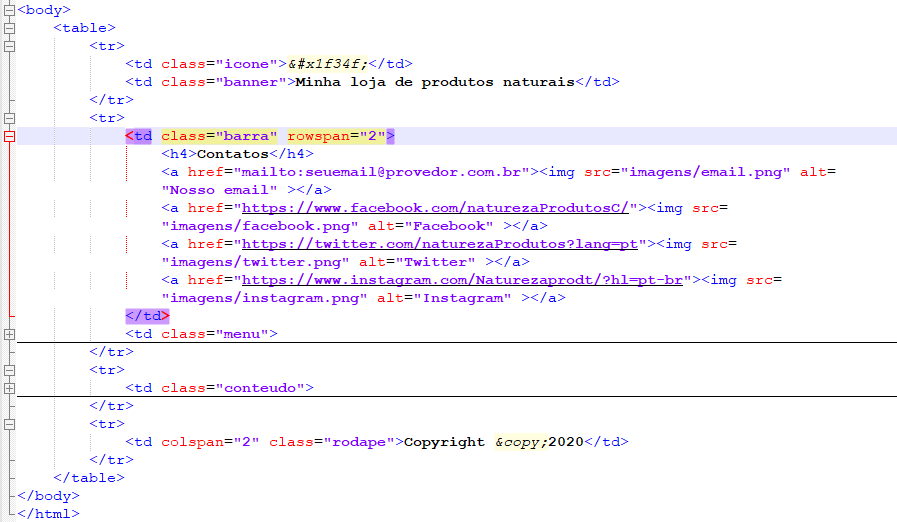 <body>
<table>
<tr>
<td class="icone">&#x1f34f;</td>
<td class="banner">Minha loja de produtos naturais</td>
</tr>
<tr>
<td class="barra" rowspan="2">
<h4>Contatos</h4>
<a href="mailto:seuemail@provedor.com.br"><img src="imagens/email.png" alt=
"Nosso email" ></a>
<a href="https://www.facebook.com/naturezaProdutosC/"><img src=
"imagens/facebook.png" alt="Facebook" ></a>
<a href="https://twitter.com/naturezaProdutos?lang=pt"><img src=
"imagens/twitter.png" alt="Twitter" ></a>
<a href="https://www.instagram.com/Naturezaprodt/?hl=pt-br"><img src=
"imagens/instagram.png" alt="Instagram" ></a>
</td>
<td class="menu">
</tr>
<tr>
<td class="conteudo">
</tr>
<tr>
<td colspan="2" class="rodape">Copyright &copy;2020</td>
</tr>
</table>
</body>
</html>